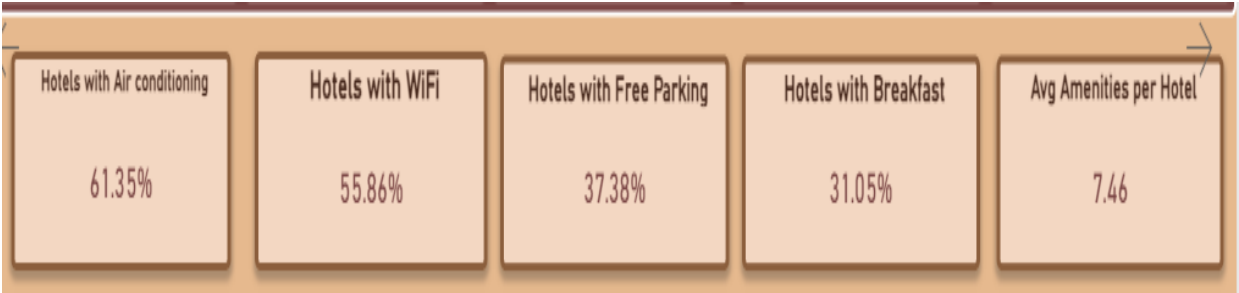 Hotels with Air conditioning
61.35%
Hotels with WiFi
55.86%
Hotels with Free Parking
37.38%
Hotels with Breakfast
31.05%
Avg Amenities per Hotel
7.46